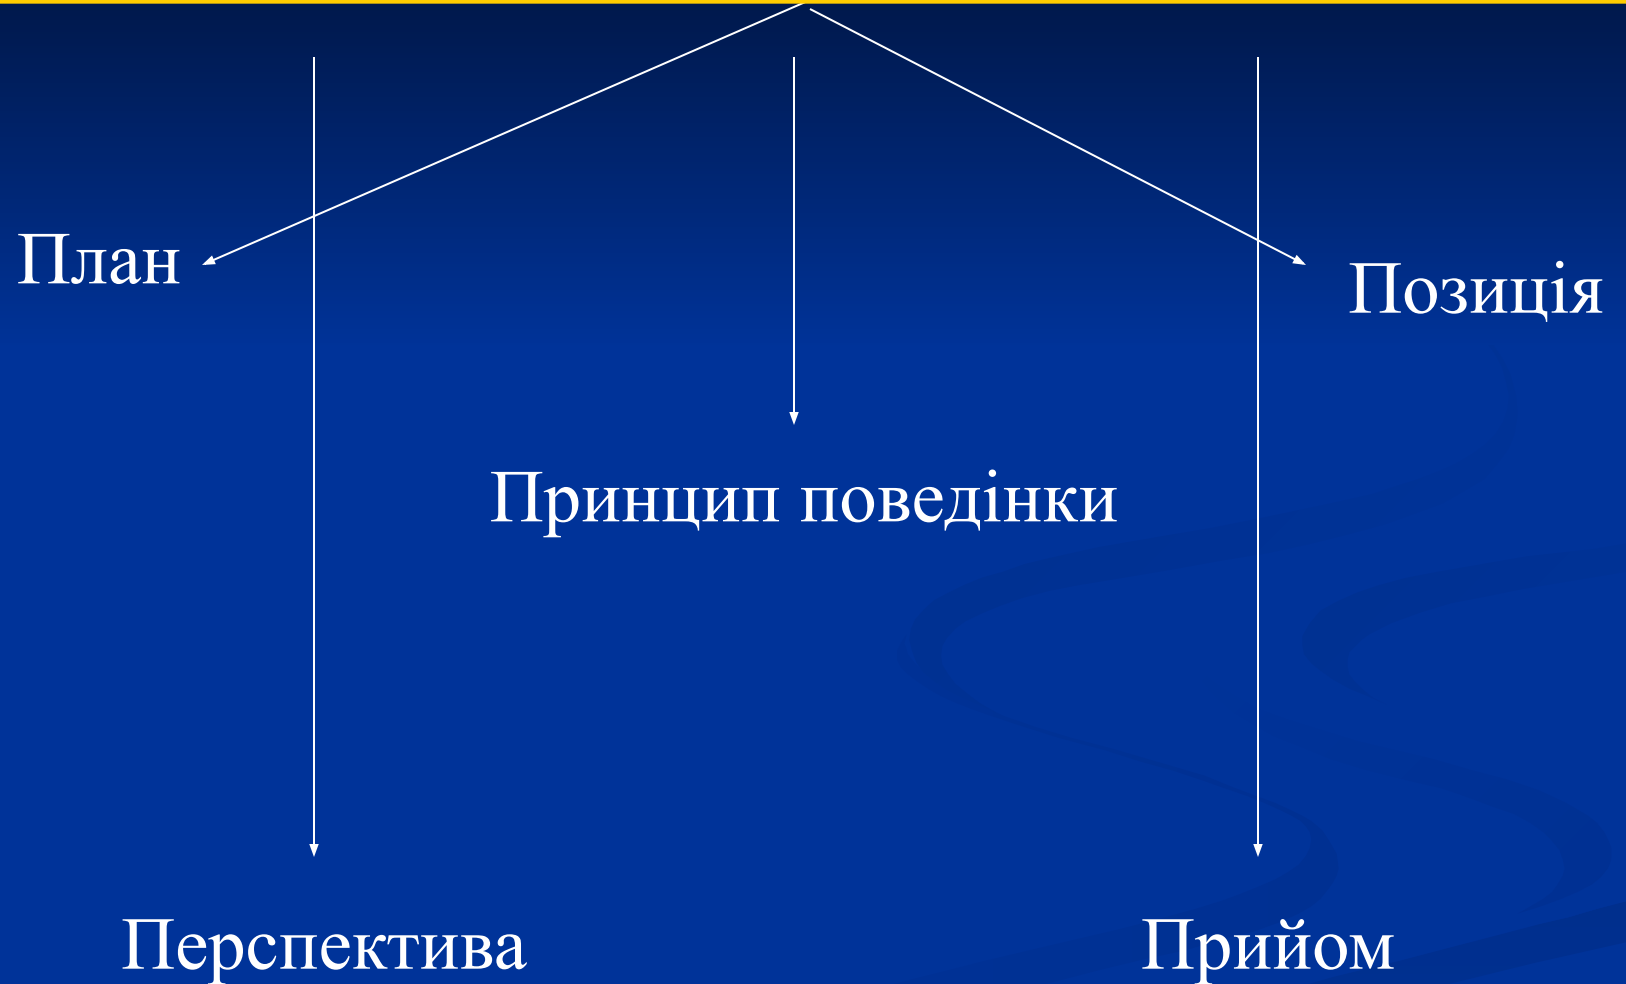 План
Позиція
Принцип поведінки
Перспектива
Прийом